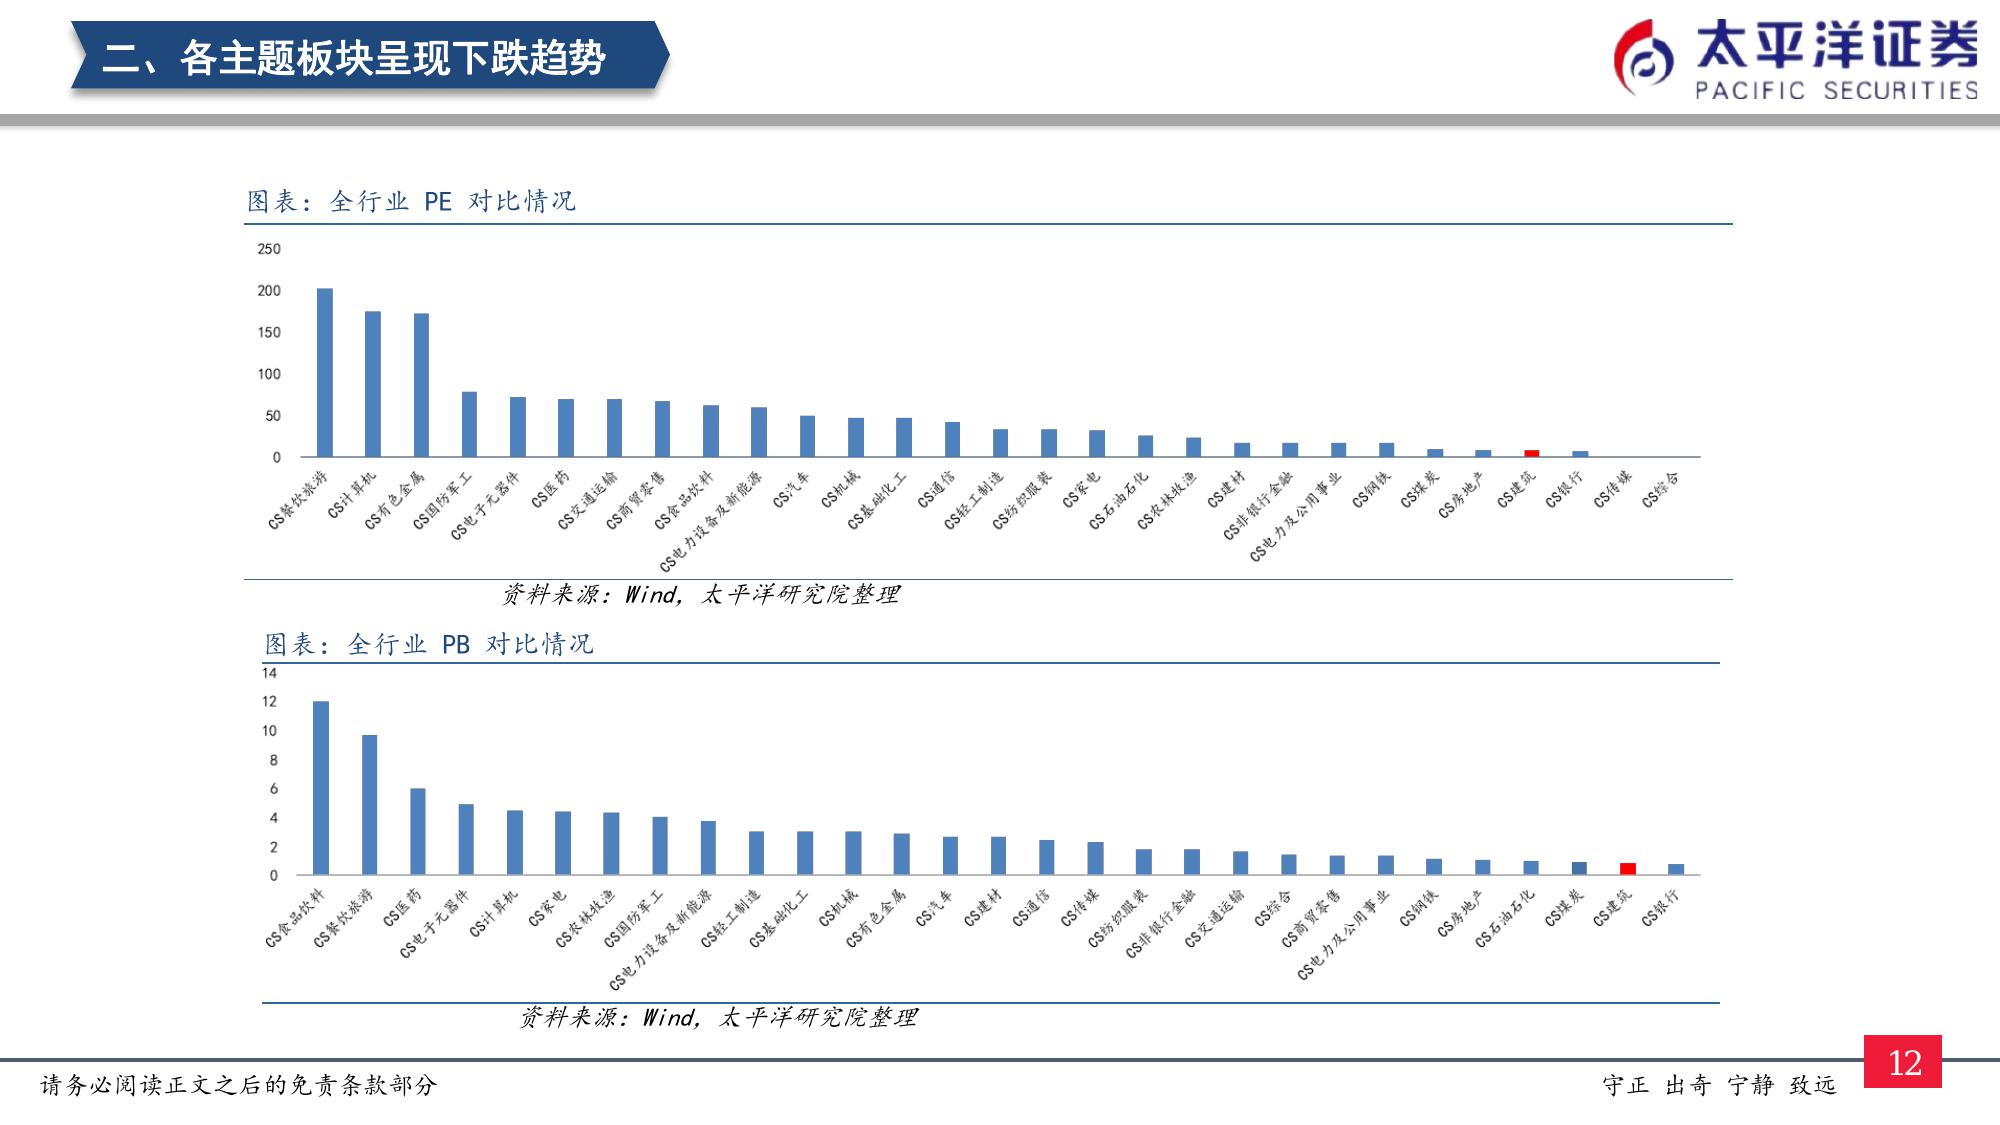 二、各主题板块呈现下跌趋势
太平洋证券
PACIFIC SECURITIES
图表：全行业 PE 对比情况
250
200
150
100
50
0
CS餐饮旅游
CS计算机
CS有色金属
CS国防军工
CS电子元器件
CS医药
CS交通运输
CS商贸零售
CS食品饮料
CS电力设备及新能源
CS汽车
CS机械
CS基础化工
CS通信
CS轻工制造
CS纺织服装
CS家电
CS石油石化
CS农林牧渔
CS建材
CS非银行金融
CS电力及公用事业
CS钢铁
CS煤炭
CS房地产
CS建筑
CS银行
CS传媒
CS综合
资料来源：Wind，太平洋研究院整理
图表：全行业 PB 对比情况
14
12
10
8
6
4
2
0
CS食品饮料
CS餐饮旅游
CS医药
CS电子元器件
CS计算机
CS家电
CS农林牧渔
CS国防军工
CS电力设备及新能源
CS轻工制造
CS基础化工
CS机械
CS有色金属
CS汽车
CS建材
CS通信
CS传媒
CS纺织服装
CS非银行金融
CS交通运输
CS综合
CS商贸零售
CS电力及公用事业
CS钢铁
CS房地产
CS石油石化
CS煤炭
CS建筑
CS银行
资料来源：Wind，太平洋研究院整理
12
请务必阅读正文之后的免责条款部分
守正 出奇 宁静 致远